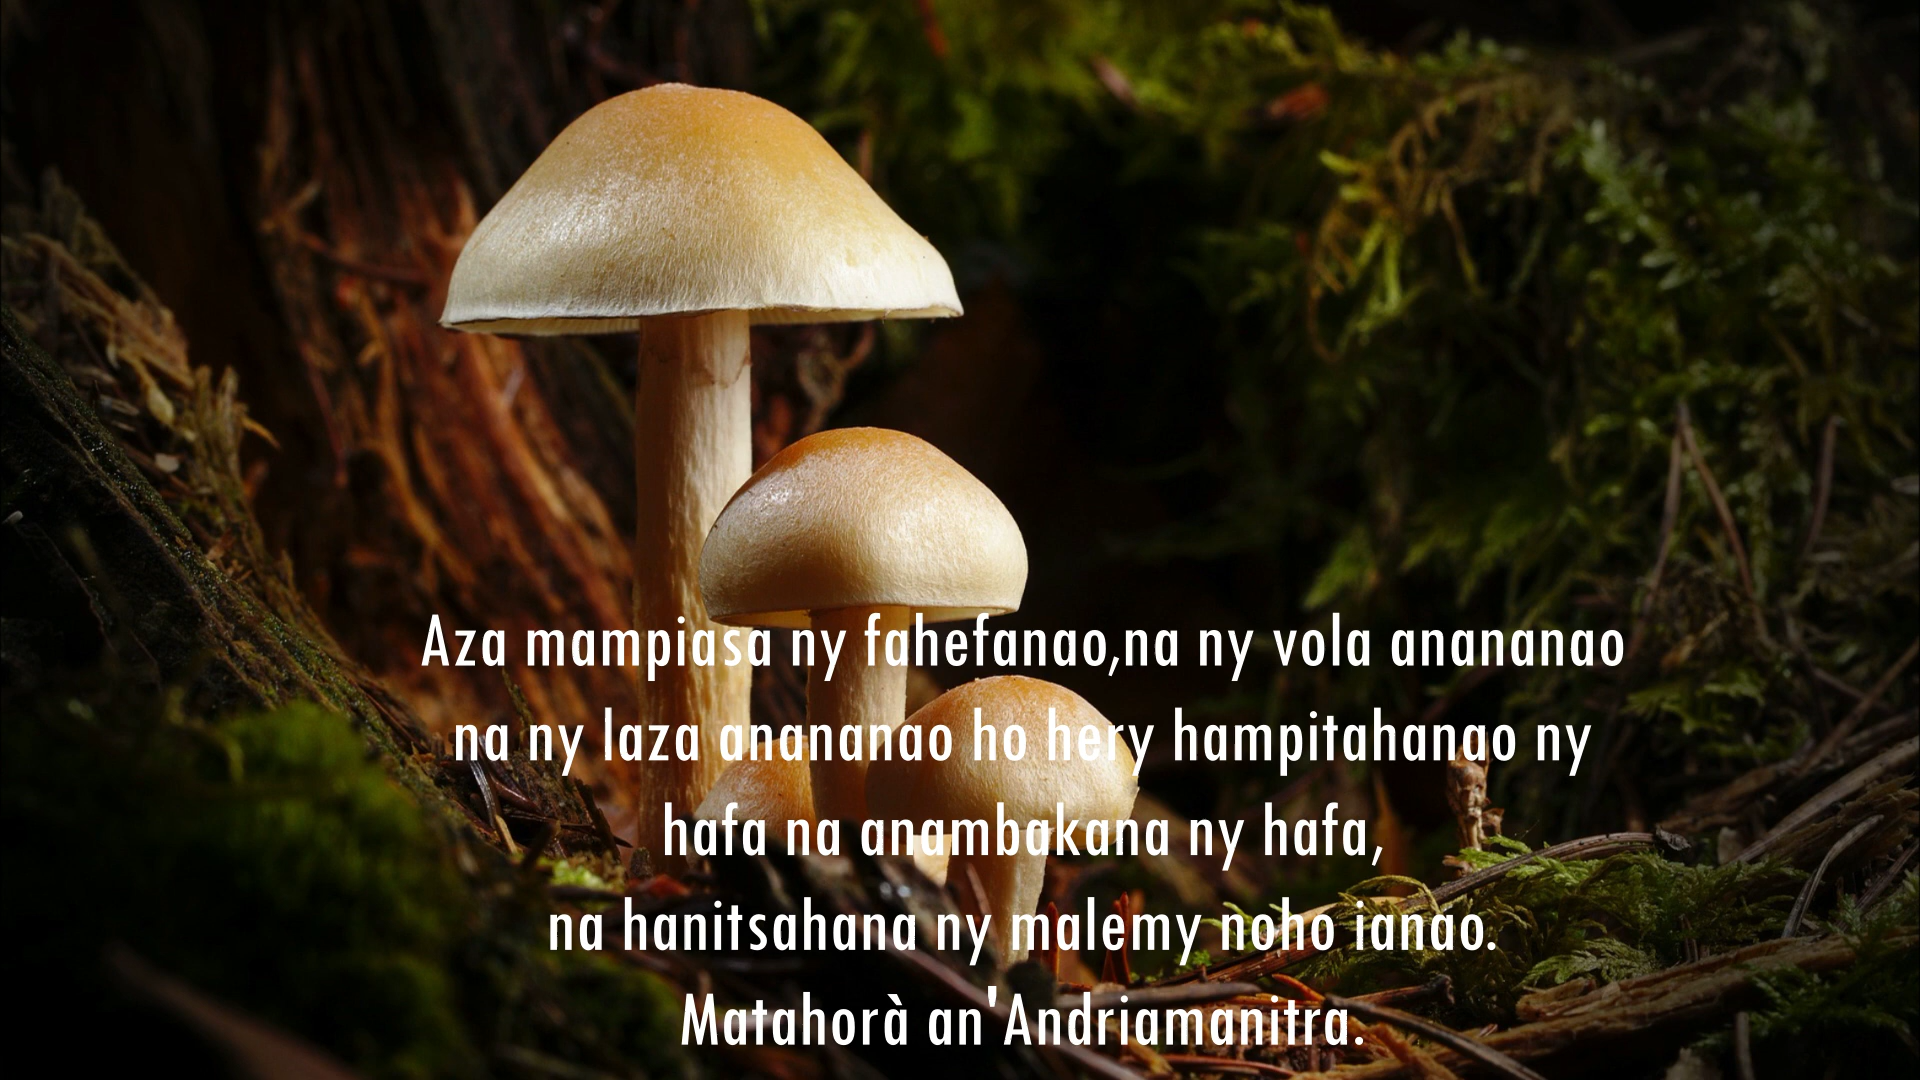 Aza mampiasa ny fahefanao,na ny vola anananao
na ny laza anananao ho hery hampitahanao ny
hafa na anambakana ny hafa,
na hanitsahana ny malemy noho ianao.
Matahorà an'Andriamanitra.